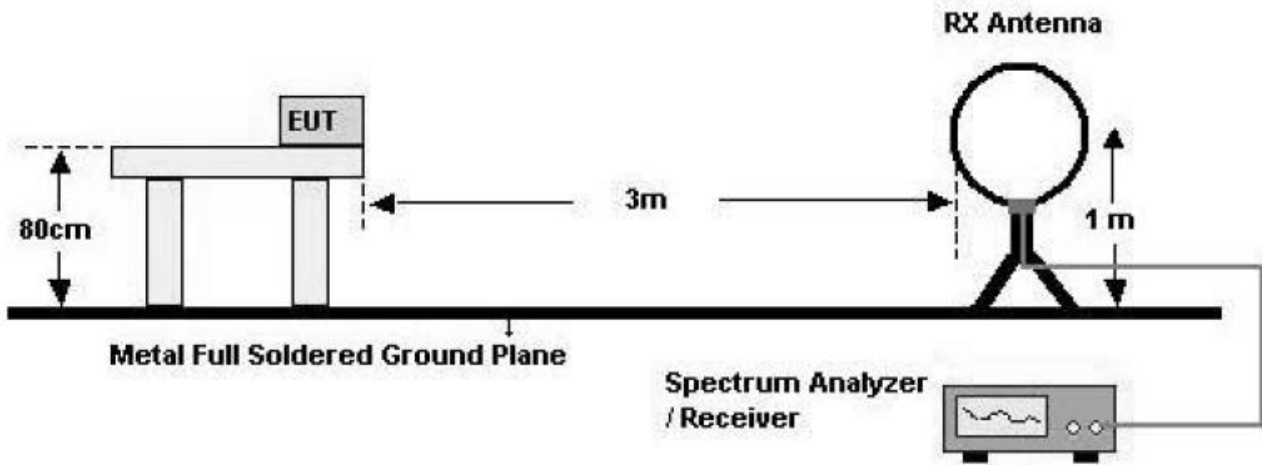 RX Antenna
EUT
80cm
3m
1 m
Metal Full Soldered Ground Plane
Spectrum Analyzer
/ Receiver